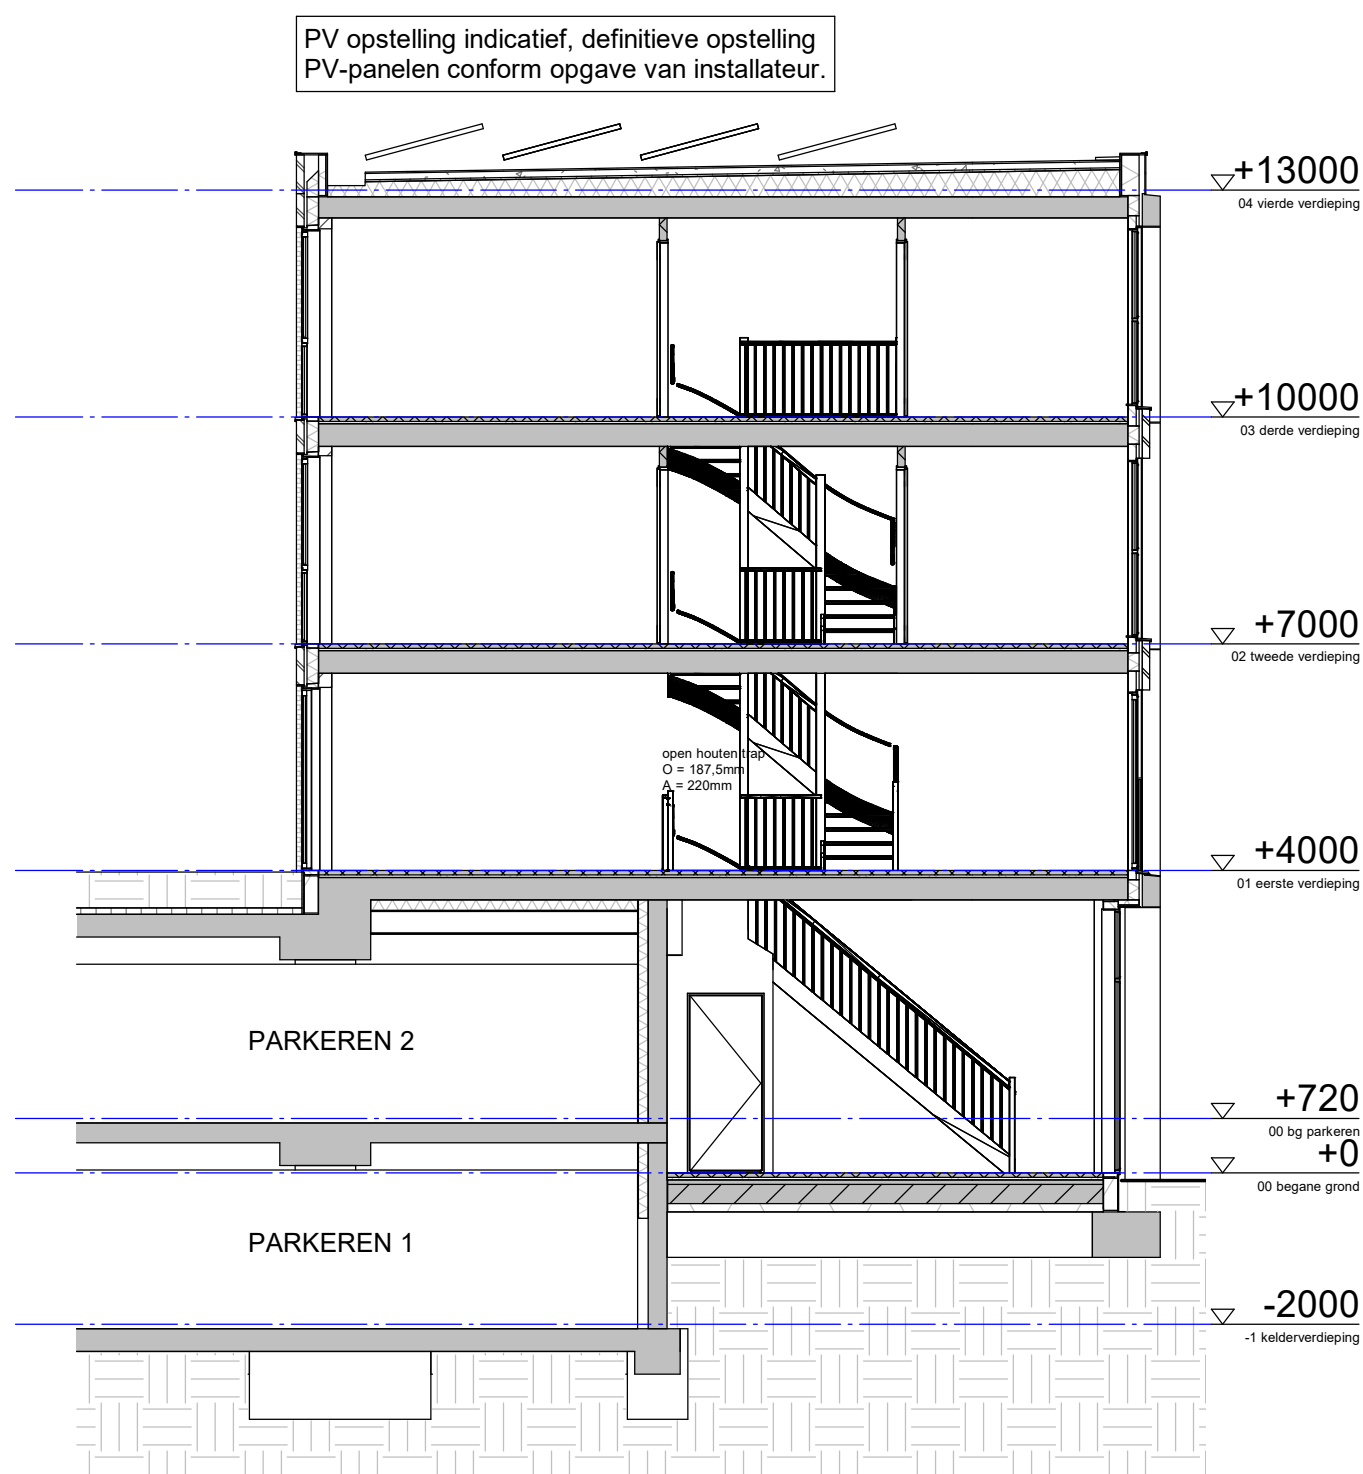 PV opstelling indicatief, definitieve opstelling
PV-panelen conform opgave van installateur.
+13000
04 vierde verdieping
+10000
03 derde verdieping
+7000
02 tweede verdieping
open houten trap
O = 187,5mm
A = 220mm
+4000
01 eerste verdieping
PARKEREN 2
+720
00 bg parkeren
+0
00 begane grond
PARKEREN 1
-2000
-1 kelderverdieping